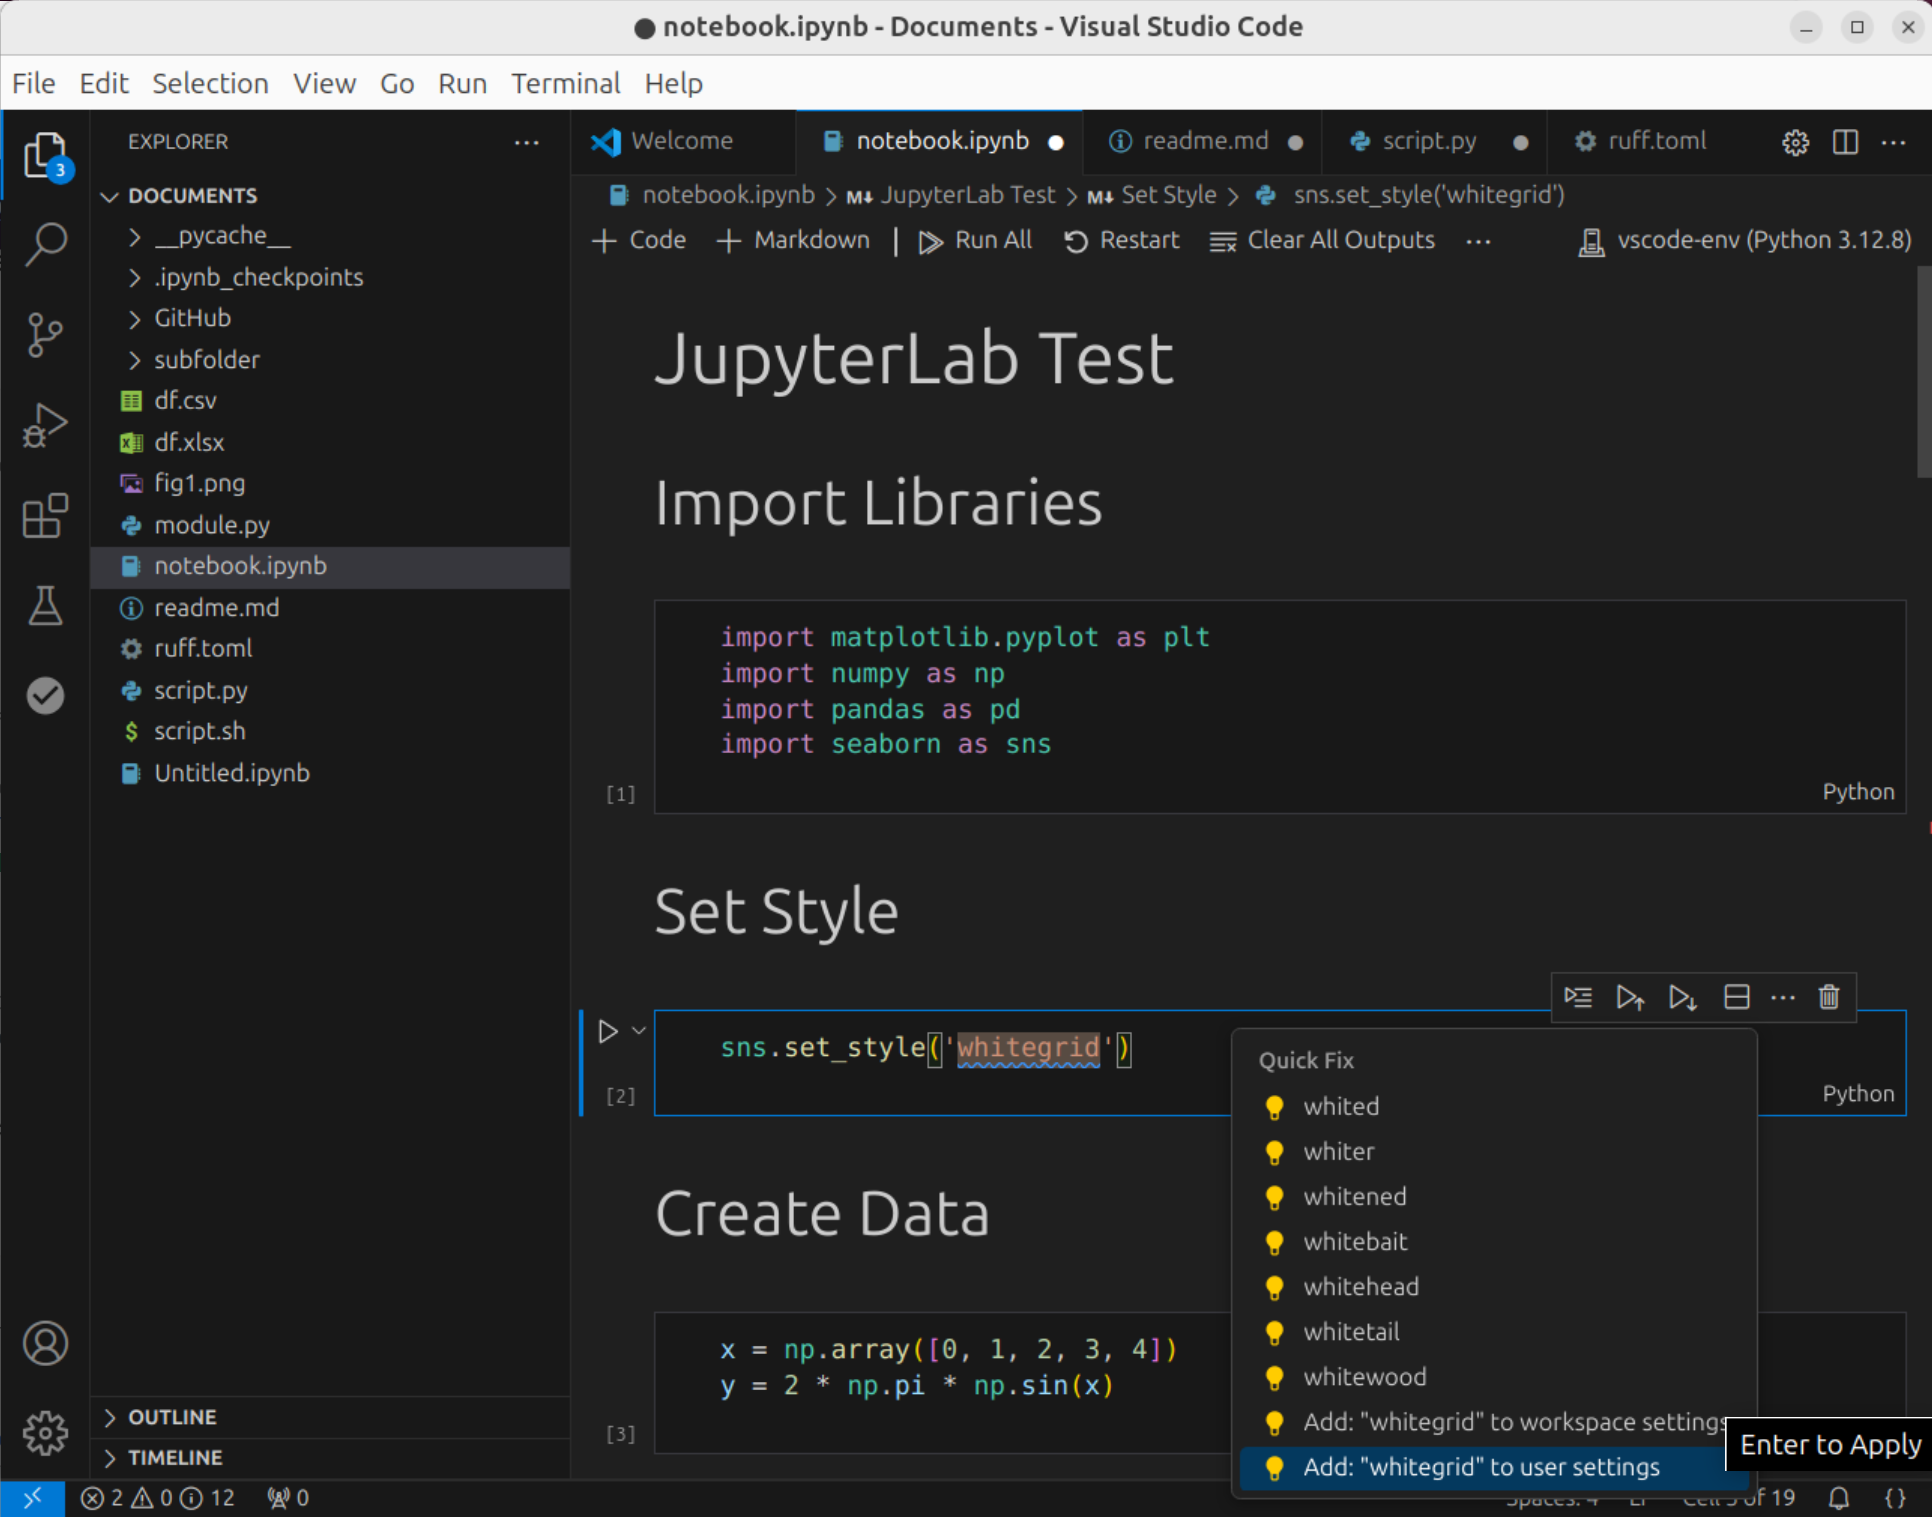 ● notebook.ipynb - Documents - Visual Studio Code
File Edit Selection View Go Run Terminal Help
3
EXPLORER
DOCUMENTS
__pycache__
.ipynb_checkpoints
GitHub
subfolder
df.csv
df.xlsx
fig1.png
module.py
notebook.ipynb
readme.md
ruff.toml
script.py
$ script.sh
Untitled.ipynb
OUTLINE
TIMELINE
Welcome notebook.ipynb ● readme.md ● script.py ● ruff.toml
notebook.ipynb > M↓ JupyterLab Test > M↓ Set Style > sns.set_style('whitegrid')
+ Code + Markdown | Run All Restart Clear All Outputs ... vscode-env (Python 3.12.8)
JupyterLab Test
Import Libraries
import matplotlib.pyplot as plt
import numpy as np
import pandas as pd
import seaborn as sns
[1] Python
Set Style
sns.set_style('whitegrid')
[2] Python
Quick Fix
whited
whiter
whitened
whitebait
whitehead
whitetail
whitewood
Add: "whitegrid" to workspace settings
Add: "whitegrid" to user settings
Enter to Apply
Create Data
x = np.array([0, 1, 2, 3, 4])
y = 2 * np.pi * np.sin(x)
[3]
2 0 12 0 Spaces: 4 LF Cell 5 of 19 {}